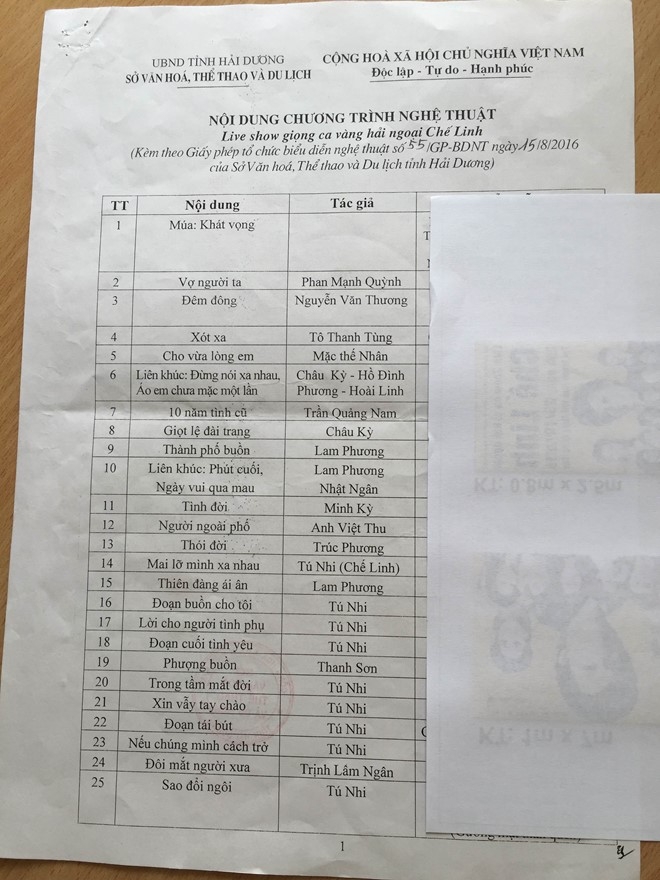 UBND TỈNH HẢI DƯƠNG
SỞ VĂN HOÁ, THỂ THAO VÀ DU LỊCH
CỘNG HOÀ XÃ HỘI CHỦ NGHĨA VIỆT NAM
Độc lập - Tự do - Hạnh phúc
NỘI DUNG CHƯƠNG TRÌNH NGHỆ THUẬT
Live show giọng ca vàng hải ngoại Chế Linh
(Kèm theo Giấy phép tổ chức biểu diễn nghệ thuật số 55/GP-BDNT ngày 15/8/2016
của Sở Văn hoá, Thể thao và Du lịch tỉnh Hải Dương)
TT Nội dung Tác giả
1 Múa: Khát vọng
2 Vợ người ta Phan Mạnh Quỳnh
3 Đêm đông Nguyễn Văn Thương
4 Xót xa Tô Thanh Tùng
5 Cho vừa lòng em Mặc thế Nhân
6 Liên khúc: Đừng nói xa nhau, Châu Kỳ - Hồ Đình
Áo em chưa mặc một lần Phương - Hoài Linh
7 10 năm tình cũ Trần Quảng Nam
8 Giọt lệ đài trang Châu Kỳ
9 Thành phố buồn Lam Phương
10 Liên khúc: Phút cuối, Lam Phương
Ngày vui qua mau Nhật Ngân
11 Tình đời Minh Kỳ
12 Người ngoài phố Anh Việt Thu
13 Thói đời Trúc Phương
14 Mai lỡ mình xa nhau Tú Nhi (Chế Linh)
15 Thiên đàng ái ân Lam Phương
16 Đoạn buồn cho tôi Tú Nhi
17 Lời cho người tình phụ Tú Nhi
18 Đoạn cuối tình yêu Tú Nhi
19 Phượng buồn Thanh Sơn
20 Trong tầm mắt đời Tú Nhi
21 Xin vẫy tay chào Tú Nhi
22 Đoạn tái bút Tú Nhi
23 Nếu chúng mình cách trở Tú Nhi
24 Đôi mắt người xưa Trịnh Lâm Ngân
25 Sao đổi ngôi Tú Nhi
KT: 0.8m x 2.5m
KT: 1m x 7m
1